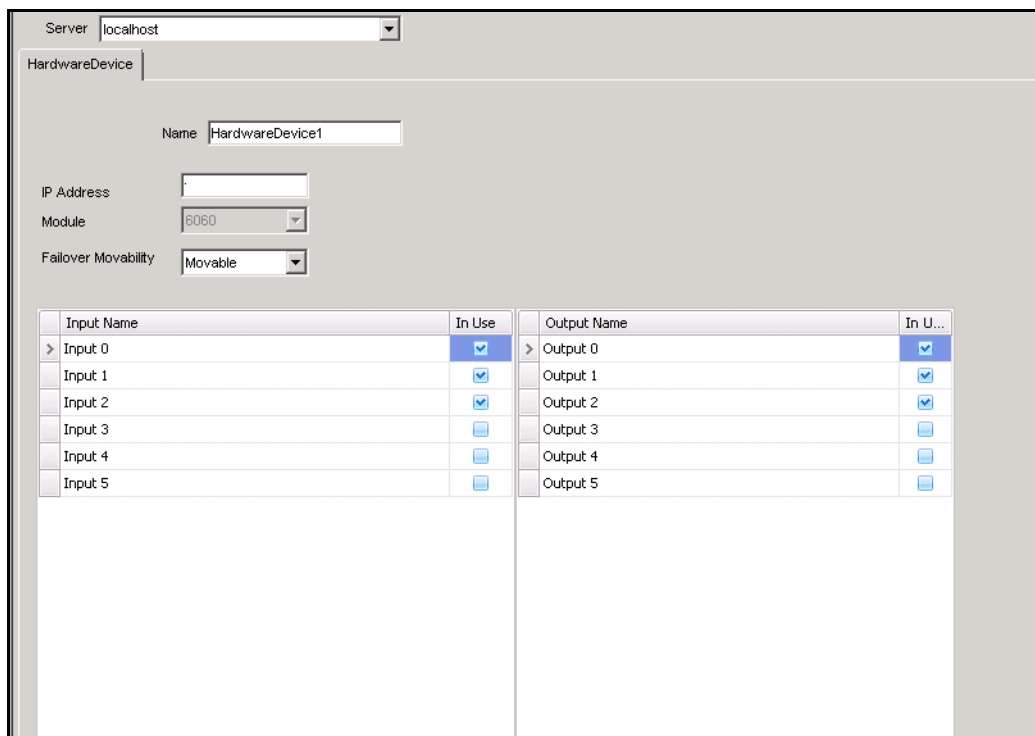 Server localhost
HardwareDevice
Name HardwareDevice1
IP Address .
Module 6060
Failover Movability Movable
Input Name In Use Output Name In U...
Input 0 Output 0
Input 1 Output 1
Input 2 Output 2
Input 3 Output 3
Input 4 Output 4
Input 5 Output 5